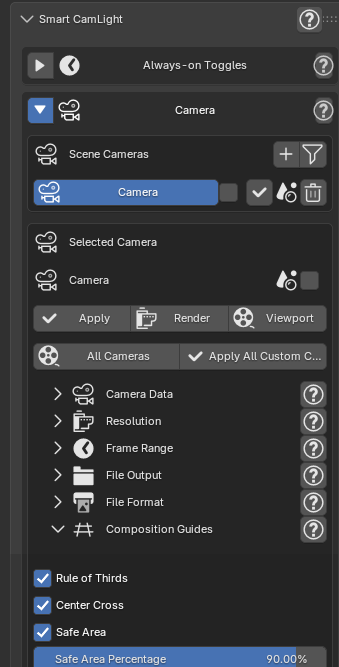 Smart CamLight
Always-on Toggles
Camera
Scene Cameras
Camera
Selected Camera
Camera
Apply Render Viewport
All Cameras Apply All Custom C...
Camera Data
Resolution
Frame Range
File Output
File Format
Composition Guides
Rule of Thirds
Center Cross
Safe Area
Safe Area Percentage 90.00%